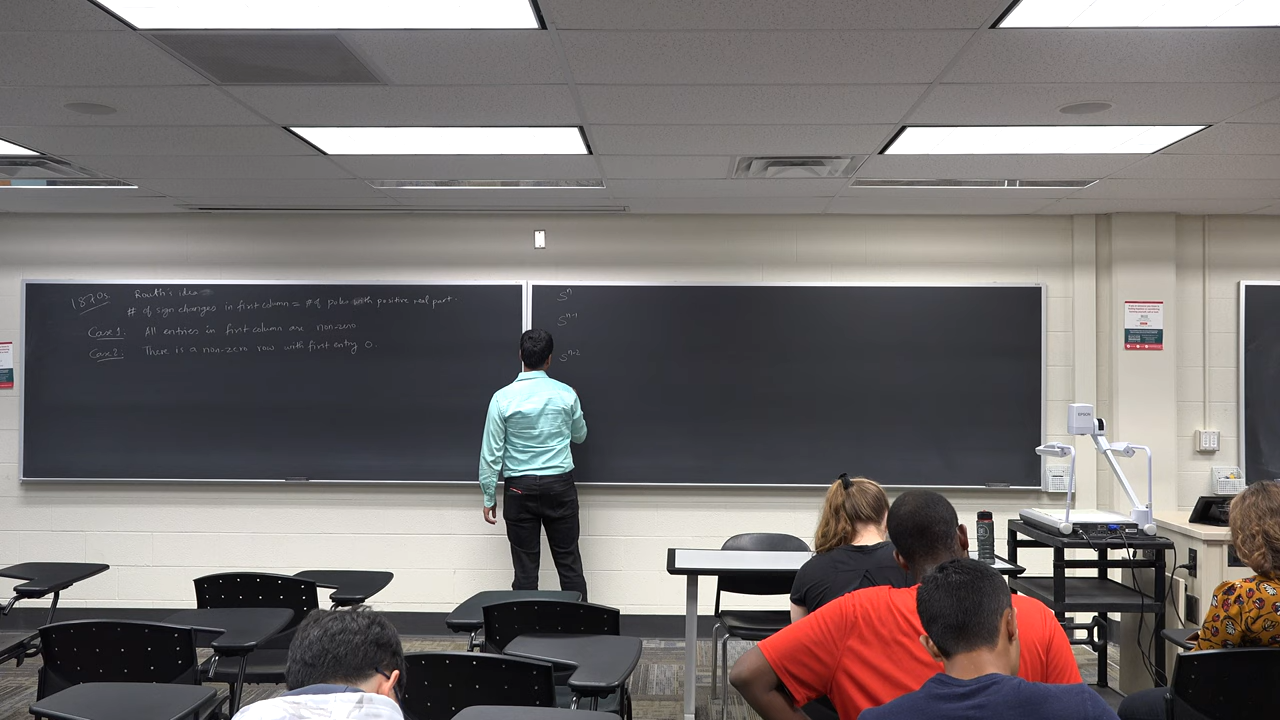 1870s. Routh's idea
# of sign changes in first column = # of poles with positive real part.
Case 1. All entries in first column are non-zero
Case 2. There is a non-zero row with first entry 0.
s^n
s^n-1
s^n-2
EPSON